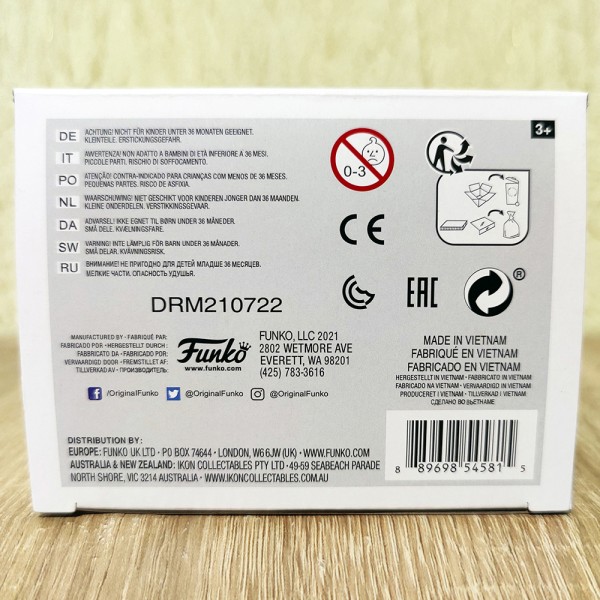 DE ACHTUNG! NICHT FÜR KINDER UNTER 36 MONATEN GEEIGNET.
KLEINTEILE. ERSTICKUNGSGEFAHR.
IT AVVERTENZA! NON ADATTO A BAMBINI DI ETÀ INFERIORE A 36 MESI.
PICCOLE PARTI. RISCHIO DI SOFFOCAMENTO.
PO ATENÇÃO! CONTRA-INDICADO PARA CRIANÇAS COM MENOS DE 36 MESES.
PEQUENAS PARTES. RISCO DE ASFIXIA.
NL WAARSCHUWING! NIET GESCHIKT VOOR KINDEREN JONGER DAN 36 MAANDEN.
KLEINE ONDERDELEN. VERSTIKKINGSGEVAAR.
DA ADVARSEL! IKKE EGNET TIL BØRN UNDER 36 MÅNEDER.
SMÅ DELE. KVÆLNINGSFARE.
SW VARNING! INTE LÄMPLIG FÖR BARN UNDER 36 MÅNADER.
SMÅ DELAR. KVÄVNINGSRISK.
RU ВНИМАНИЕ! НЕ ПРИГОДНО ДЛЯ ДЕТЕЙ МЛАДШЕ 36 МЕСЯЦЕВ.
МЕЛКИЕ ЧАСТИ. ОПАСНОСТЬ УДУШЬЯ.
0-3
3+
CE
EAC
®
DRM210722
MANUFACTURED BY • FABRIQUÉ PAR:
FABRICADO POR • HERGESTELLT DURCH:
FABBRICATO DA • FABRICADO POR:
VERVAARDIGD DOOR • FREMSTILLET AF:
TILLVERKAD AV • ПРОИЗВОДИТЕЛЬ:
Funko
www.funko.com
FUNKO, LLC 2021
2802 WETMORE AVE
EVERETT, WA 98201
(425) 783-3616
/OriginalFunko @OriginalFunko @OriginalFunko
MADE IN VIETNAM
FABRIQUÉ EN VIETNAM
FABRICADO EN VIETNAM
HERGESTELLT IN VIETNAM • FABBRICATO IN VIETNAM
FABRICADO NO VIETNAM • VERVAARDIGD IN VIETNAM
PRODUCERET I VIETNAM • TILLVERKAD I VIETNAM
СДЕЛАНО ВО ВЬЕТНАМЕ
DISTRIBUTION BY:
EUROPE: FUNKO UK LTD • PO BOX 74644 • LONDON, W6 6JW (UK) • WWW.FUNKO.COM
AUSTRALIA & NEW ZEALAND: IKON COLLECTABLES PTY LTD • 49-59 SEABEACH PARADE
NORTH SHORE, VIC 3214 AUSTRALIA • WWW.IKONCOLLECTABLES.COM.AU
8 89698 54581 5